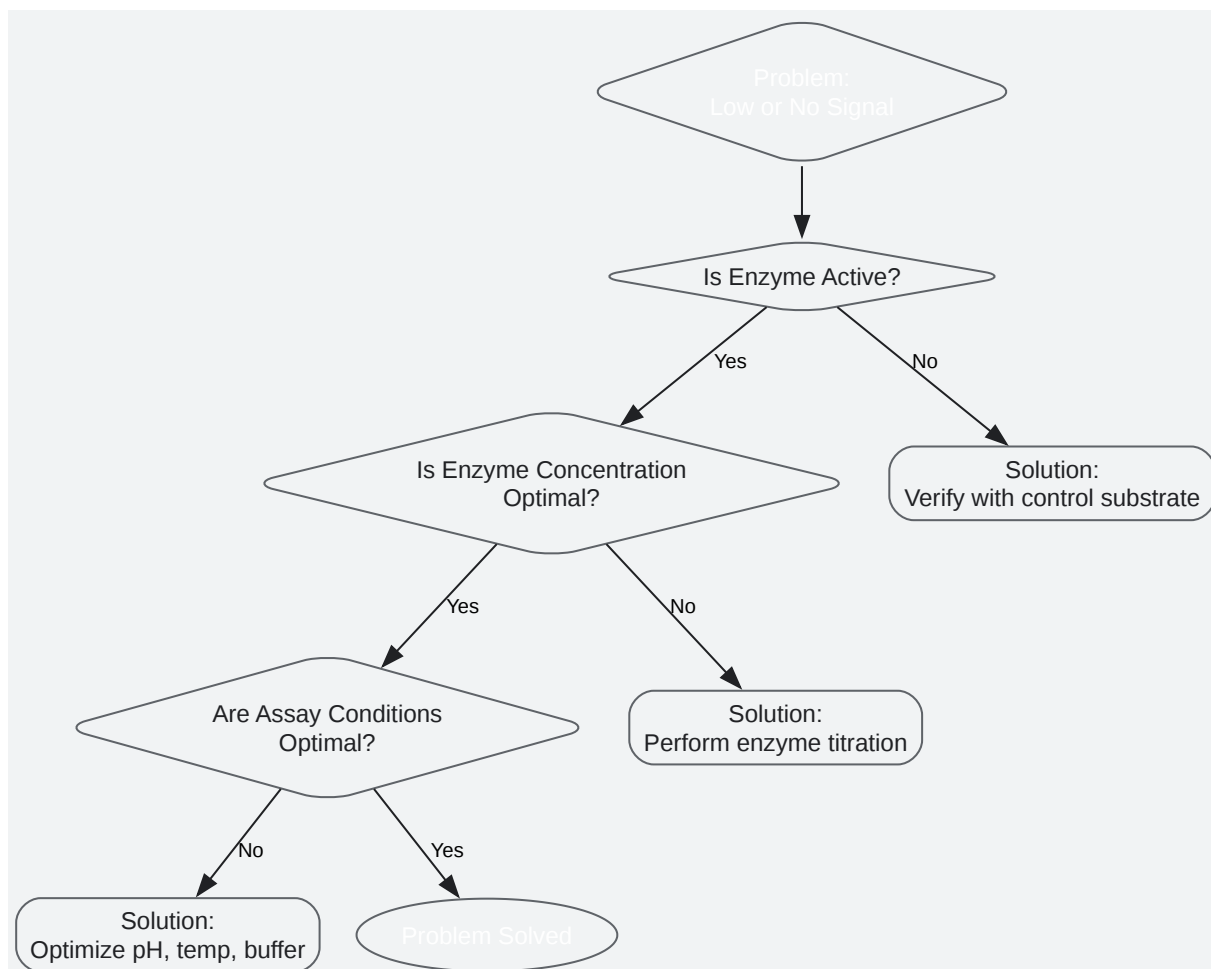 Problem:
Low or No Signal
Is Enzyme Active?
Yes
No
Is Enzyme Concentration
Optimal?
Solution:
Verify with control substrate
Yes
No
Are Assay Conditions
Optimal?
Solution:
Perform enzyme titration
No
Yes
Solution:
Optimize pH, temp, buffer
Problem Solved